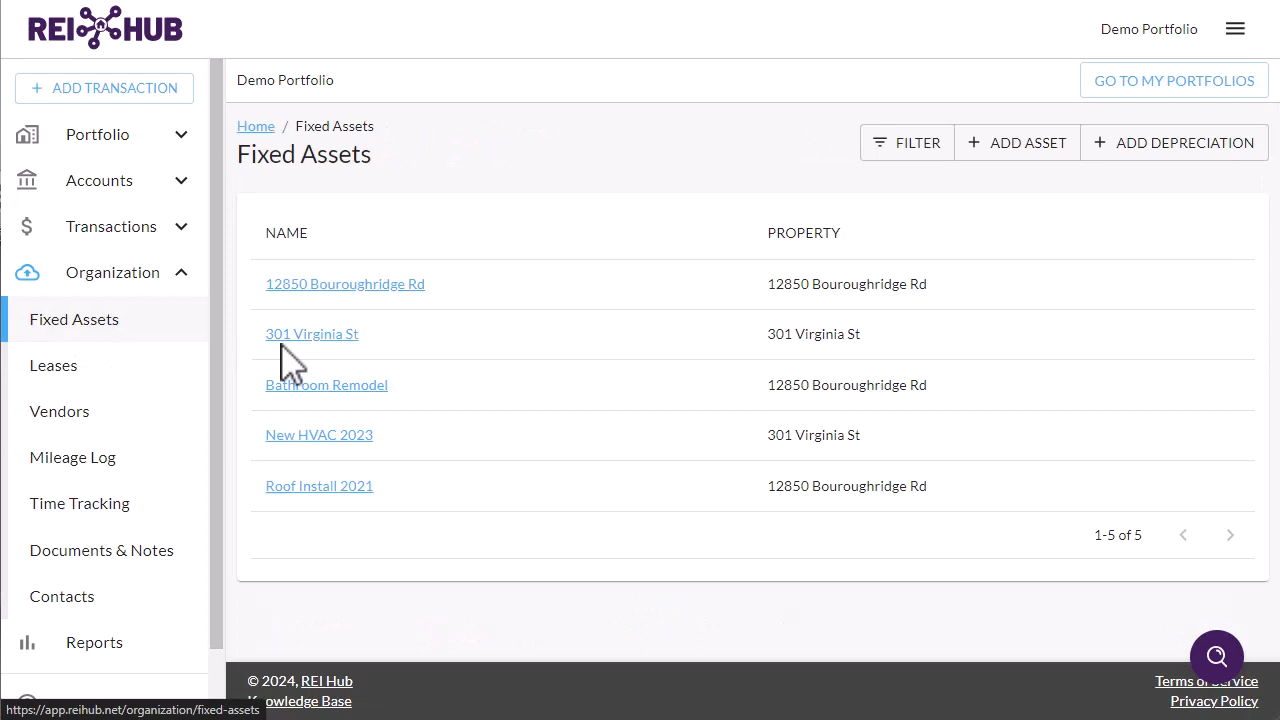 REI HUB
Demo Portfolio
+ ADD TRANSACTION
Portfolio
Accounts
Transactions
Organization
Fixed Assets
Leases
Vendors
Mileage Log
Time Tracking
Documents & Notes
Contacts
Reports
Demo Portfolio
GO TO MY PORTFOLIOS
Home / Fixed Assets
Fixed Assets
FILTER
+ ADD ASSET
+ ADD DEPRECIATION
NAME PROPERTY
12850 Bouroughridge Rd 12850 Bouroughridge Rd
301 Virginia St 301 Virginia St
Bathroom Remodel 12850 Bouroughridge Rd
New HVAC 2023 301 Virginia St
Roof Install 2021 12850 Bouroughridge Rd
1-5 of 5
© 2024, REI Hub
Knowledge Base
Terms of Service
Privacy Policy
https://app.reihub.net/organization/fixed-assets